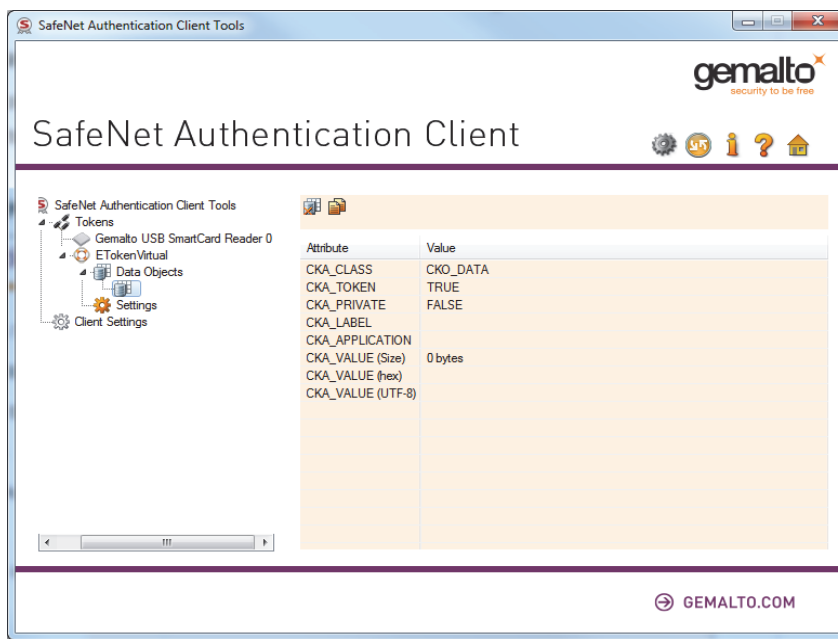 SafeNet Authentication Client Tools
gemalto
security to be free
SafeNet Authentication Client
SafeNet Authentication Client Tools
Tokens
Gemalto USB SmartCard Reader 0
ETokenVirtual
Data Objects
Settings
Client Settings
Attribute Value
CKA_CLASS CKO_DATA
CKA_TOKEN TRUE
CKA_PRIVATE FALSE
CKA_LABEL
CKA_APPLICATION
CKA_VALUE (Size) 0 bytes
CKA_VALUE (hex)
CKA_VALUE (UTF-8)
GEMALTO.COM